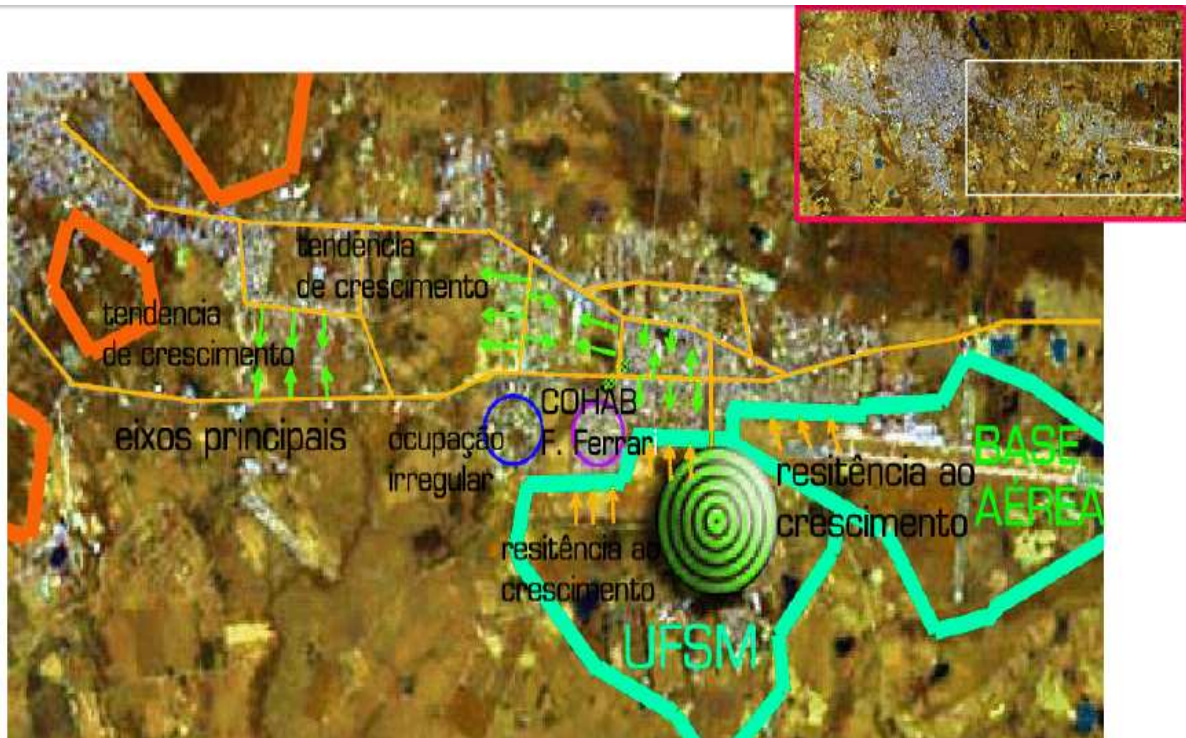 tendencia
de crescimento
tendencia
de crescimento
eixos principais
ocupação
irregular
COHAB
F. Ferrari
resitência ao
crescimento
BASE
AÉREA
resitência ao
crescimento
UFSM